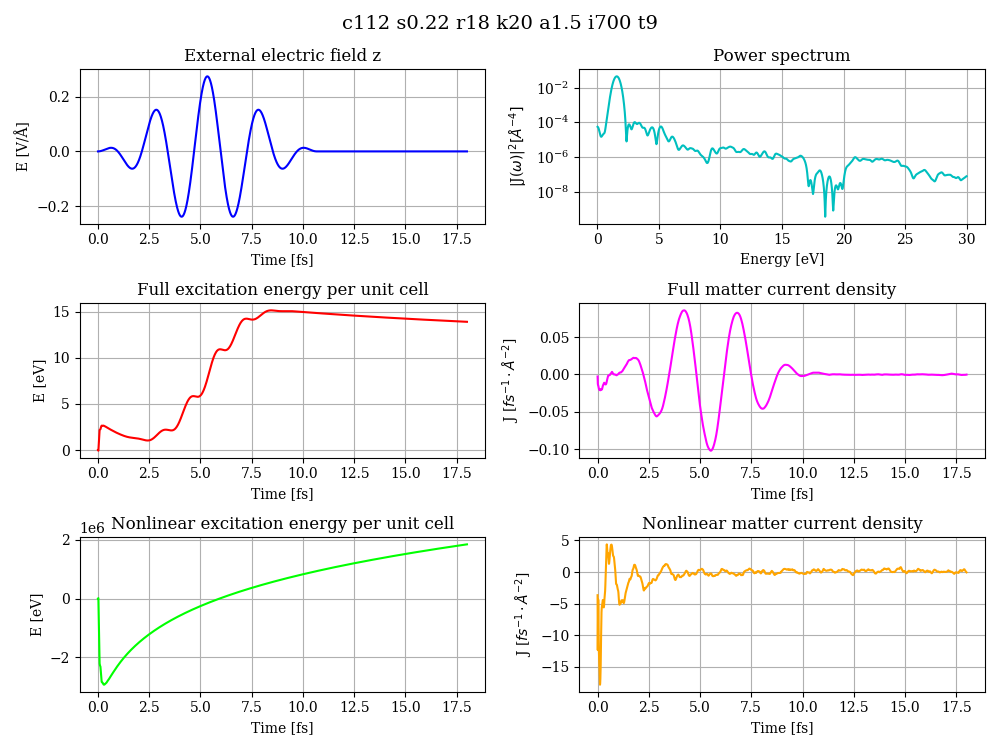 c112 s0.22 r18 k20 a1.5 i700 t9
External electric field z
E [V/Å]
0.2
0.0
−0.2
0.0 2.5 5.0 7.5 10.0 12.5 15.0 17.5
Time [fs]
Power spectrum
|J(ω)|² [Å⁻⁴]
10⁻²
10⁻⁴
10⁻⁶
10⁻⁸
0 5 10 15 20 25 30
Energy [eV]
Full excitation energy per unit cell
E [eV]
15
10
5
0
0.0 2.5 5.0 7.5 10.0 12.5 15.0 17.5
Time [fs]
Full matter current density
J [fs⁻¹ · Å⁻²]
0.05
0.00
−0.05
−0.10
0.0 2.5 5.0 7.5 10.0 12.5 15.0 17.5
Time [fs]
Nonlinear excitation energy per unit cell
1e6
E [eV]
2
0
−2
0.0 2.5 5.0 7.5 10.0 12.5 15.0 17.5
Time [fs]
Nonlinear matter current density
J [fs⁻¹ · Å⁻²]
5
0
−5
−10
−15
0.0 2.5 5.0 7.5 10.0 12.5 15.0 17.5
Time [fs]